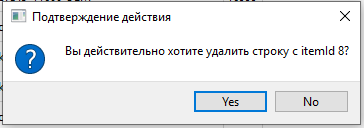 Подтверждение действия
Вы действительно хотите удалить строку с itemId 8?
Yes
No